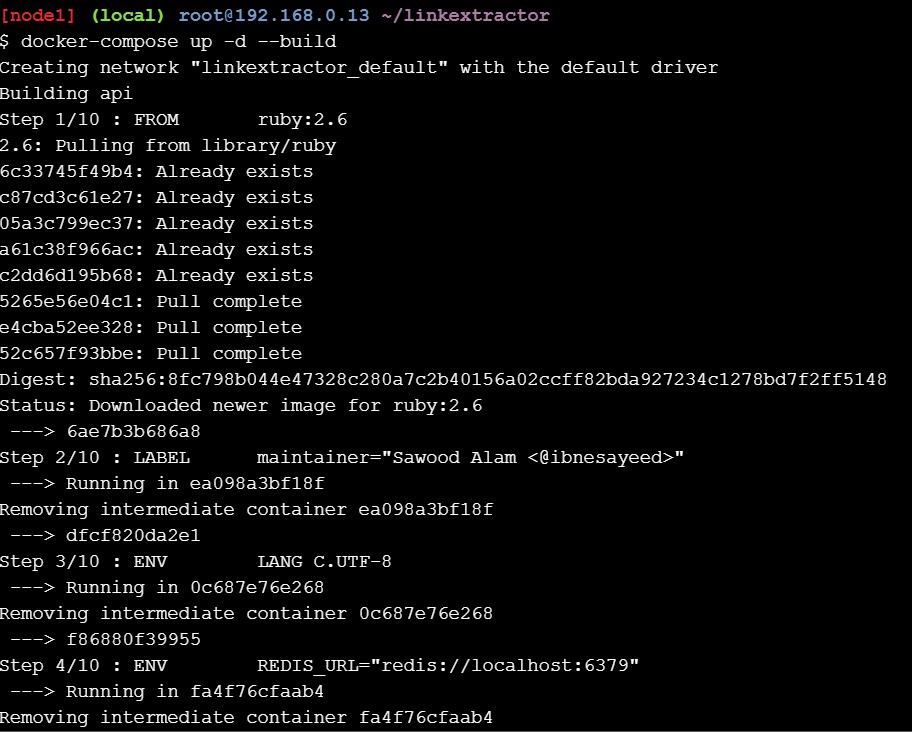 [node1] (local) root@192.168.0.13 ~/linkextractor
$ docker-compose up -d --build
Creating network "linkextractor_default" with the default driver
Building api
Step 1/10 : FROM       ruby:2.6
2.6: Pulling from library/ruby
6c33745f49b4: Already exists
c87cd3c61e27: Already exists
05a3c799ec37: Already exists
a61c38f966ac: Already exists
c2dd6d195b68: Already exists
5265e56e04c1: Pull complete
e4cba52ee328: Pull complete
52c657f93bbe: Pull complete
Digest: sha256:8fc798b044e47328c280a7c2b40156a02ccff82bda927234c1278bd7f2ff5148
Status: Downloaded newer image for ruby:2.6
 ---> 6ae7b3b686a8
Step 2/10 : LABEL      maintainer="Sawood Alam <@ibnesayeed>"
 ---> Running in ea098a3bf18f
Removing intermediate container ea098a3bf18f
 ---> dfcf820da2e1
Step 3/10 : ENV        LANG C.UTF-8
 ---> Running in 0c687e76e268
Removing intermediate container 0c687e76e268
 ---> f86880f39955
Step 4/10 : ENV        REDIS_URL="redis://localhost:6379"
 ---> Running in fa4f76cfaab4
Removing intermediate container fa4f76cfaab4